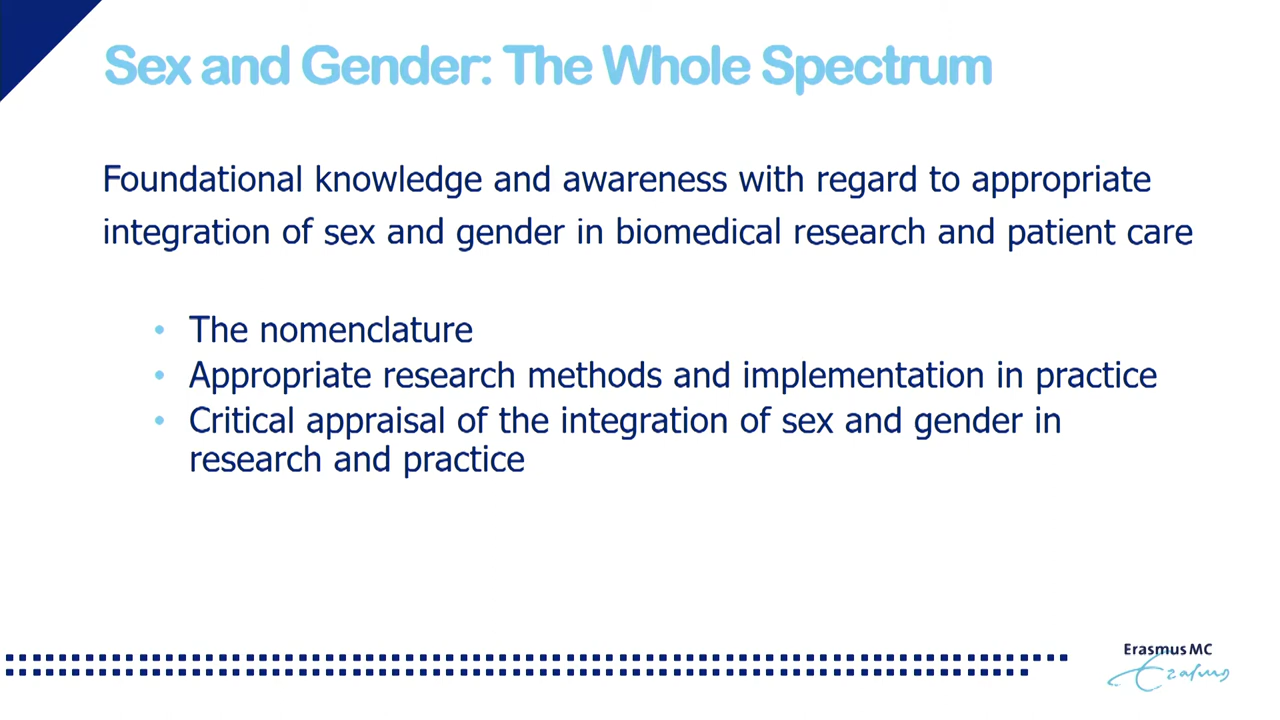 Sex and Gender: The Whole Spectrum
Foundational knowledge and awareness with regard to appropriate
integration of sex and gender in biomedical research and patient care
• The nomenclature
• Appropriate research methods and implementation in practice
• Critical appraisal of the integration of sex and gender in
research and practice
Erasmus MC
Erasmus